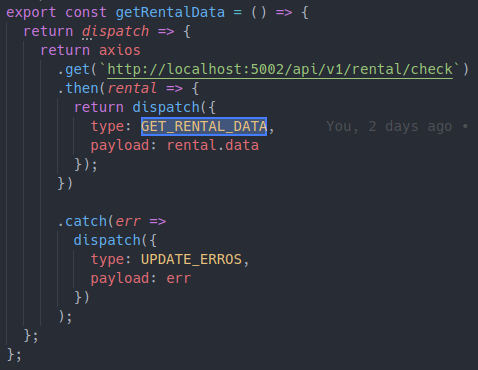 export const getRentalData = () => {
  return dispatch => {
    return axios
      .get(`http://localhost:5002/api/v1/rental/check`)
      .then(rental => {
        return dispatch({
          type: GET_RENTAL_DATA, You, 2 days ago •
          payload: rental.data
        });
      })

      .catch(err =>
        dispatch({
          type: UPDATE_ERROS,
          payload: err
        })
      );
  };
};